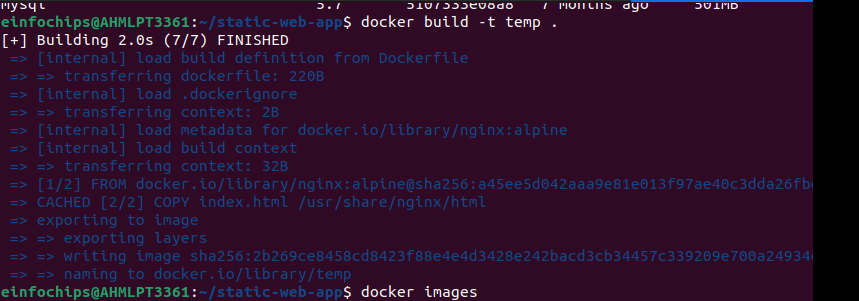 Mysql 5.7 5107333e08a8 7 months ago 501MB
einfochips@AHMLPT3361:~/static-web-app$ docker build -t temp .
[+] Building 2.0s (7/7) FINISHED
=> [internal] load build definition from Dockerfile
=> => transferring dockerfile: 220B
=> [internal] load .dockerignore
=> => transferring context: 2B
=> [internal] load metadata for docker.io/library/nginx:alpine
=> [internal] load build context
=> => transferring context: 32B
=> [1/2] FROM docker.io/library/nginx:alpine@sha256:a45ee5d042aaa9e81e013f97ae40c3dda26fb
=> CACHED [2/2] COPY index.html /usr/share/nginx/html
=> exporting to image
=> => exporting layers
=> => writing image sha256:2b269ce8458cd8423f88e4e4d3428e242bacd3cb34457c339209e700a24934
=> => naming to docker.io/library/temp
einfochips@AHMLPT3361:~/static-web-app$ docker images